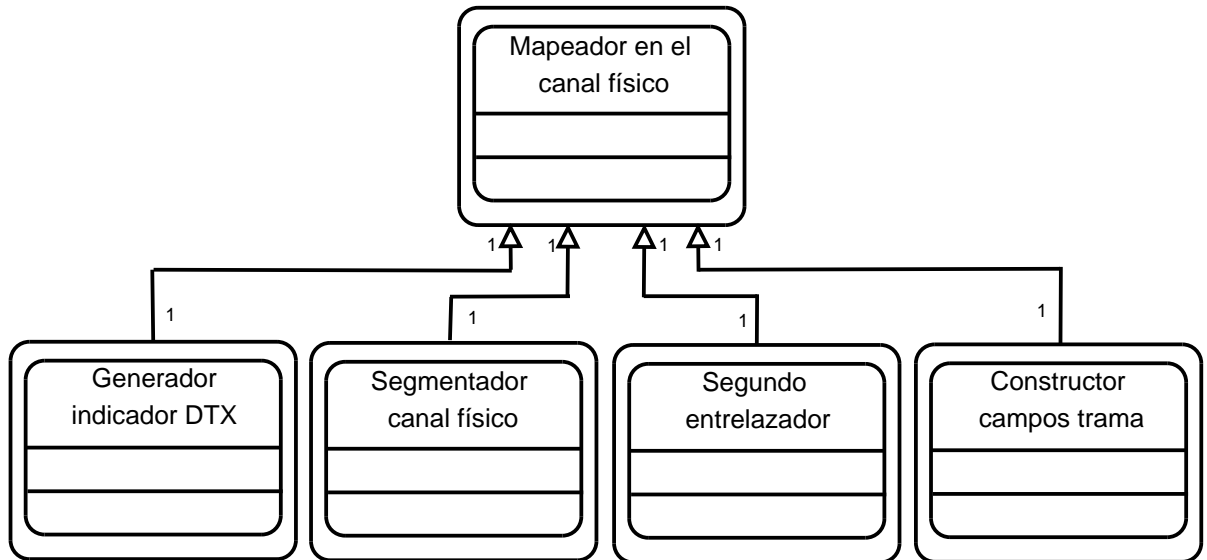 Mapeador en el
canal físico
1 1 1 1
1 1 1 1
Generador
indicador DTX
Segmentador
canal físico
Segundo
entrelazador
Constructor
campos trama